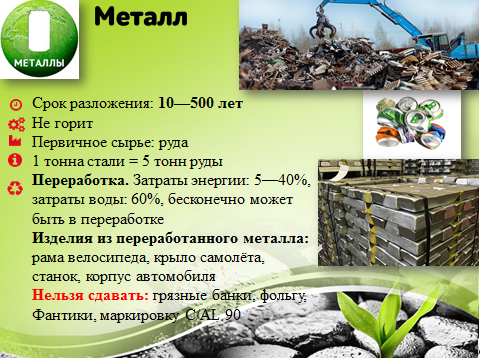 Металл
МЕТАЛЛЫ
Срок разложения: 10—500 лет
Не горит
Первичное сырье: руда
1 тонна стали = 5 тонн руды
Переработка. Затраты энергии: 5—40%,
затраты воды: 60%, бесконечно может
быть в переработке
Изделия из переработанного металла:
рама велосипеда, крыло самолёта,
станок, корпус автомобиля
Нельзя сдавать: грязные банки, фольгу,
Фантики, маркировку C/AL 90